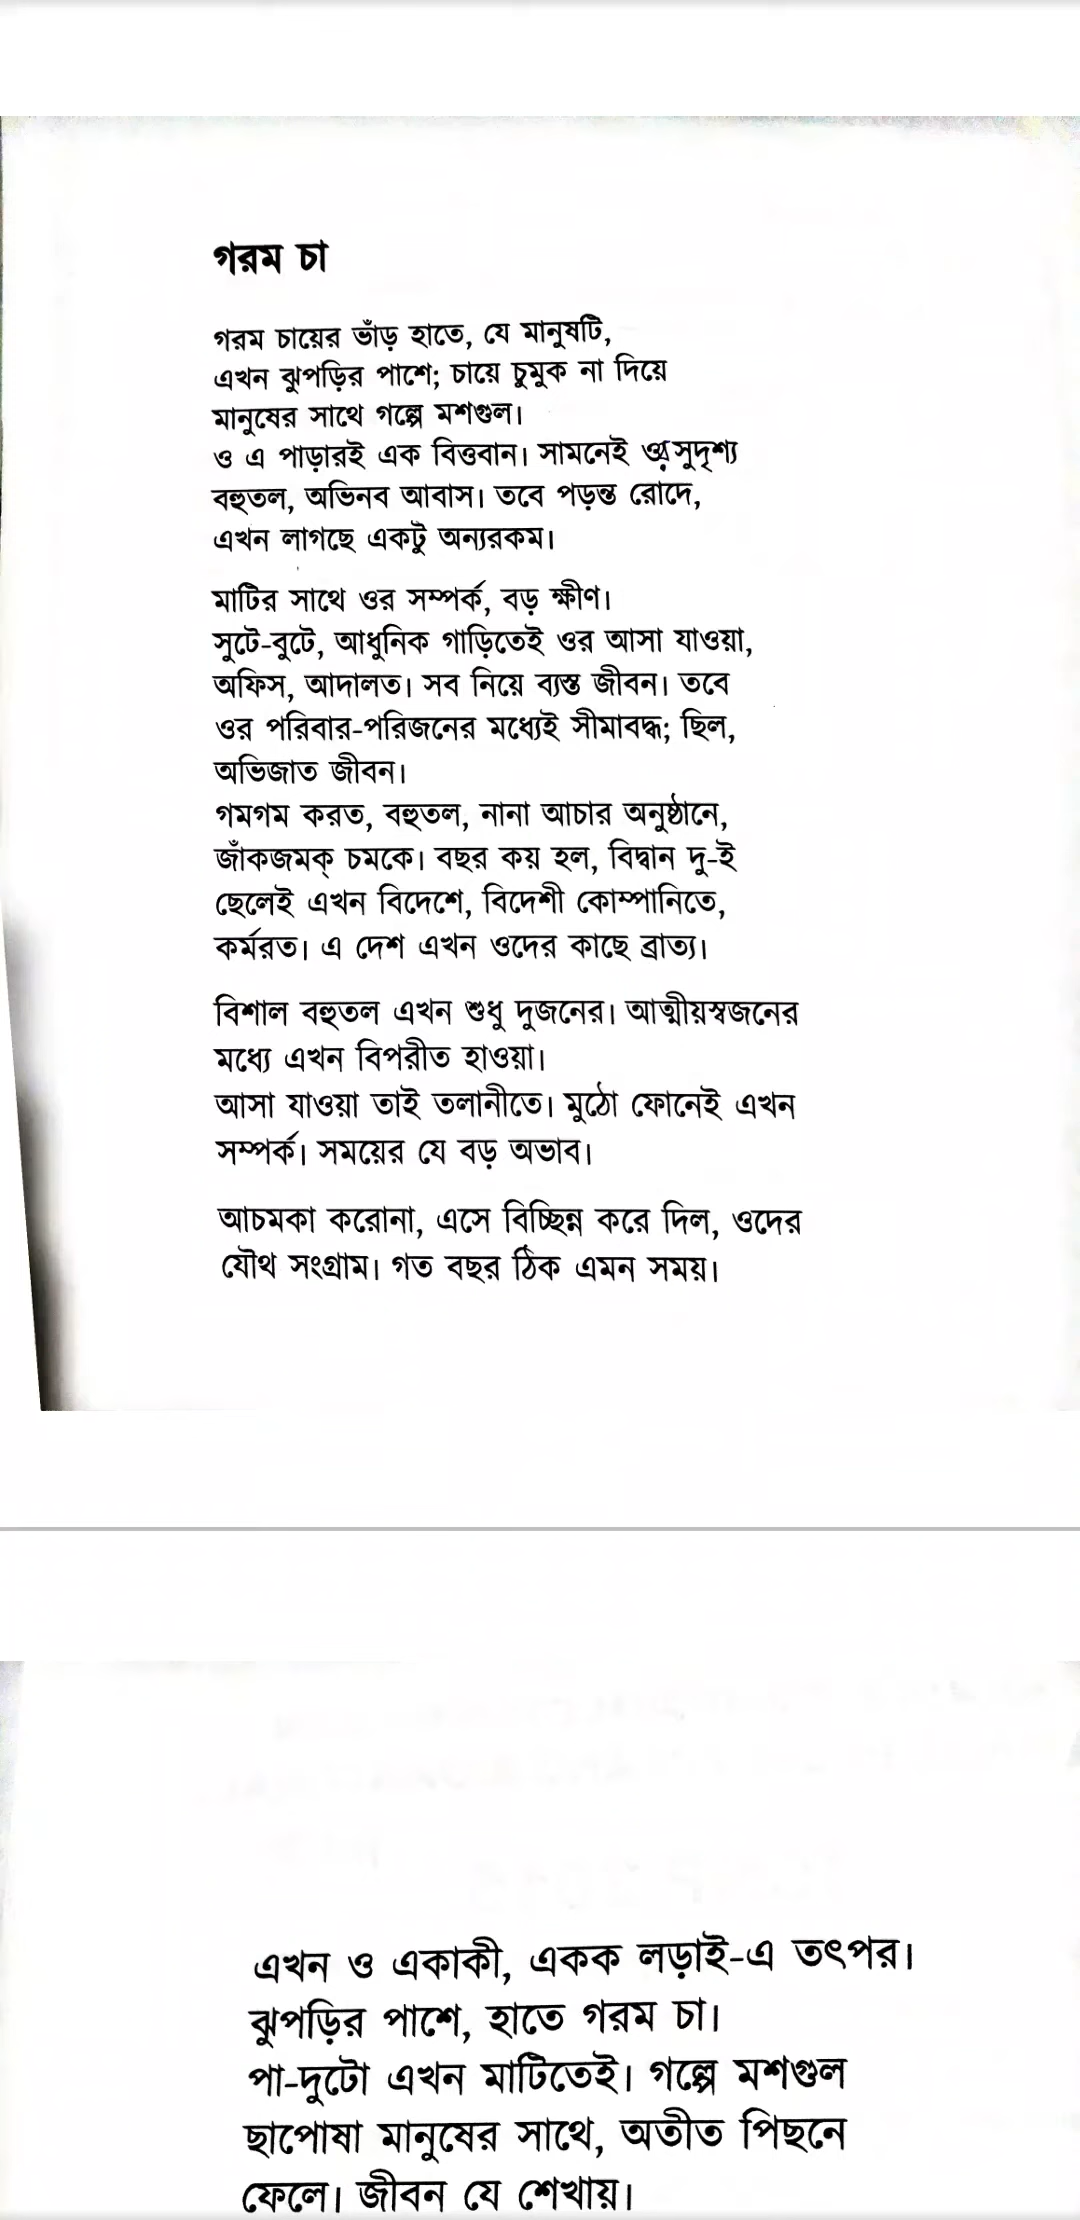 গরম চা
গরম চায়ের ভাঁড় হাতে, যে মানুষটি,
এখন ঝুপড়ির পাশে; চায়ে চুমুক না দিয়ে
মানুষের সাথে গল্পে মশগুল।
ও এ পাড়ারই এক বিত্তবান। সামনেই ওর সুদৃশ্য
বহুতল, অভিনব আবাস। তবে পড়ন্ত রোদে,
এখন লাগছে একটু অন্যরকম।
মাটির সাথে ওর সম্পর্ক, বড় ক্ষীণ।
সুটে-বুটে, আধুনিক গাড়িতেই ওর আসা যাওয়া,
অফিস, আদালত। সব নিয়ে ব্যস্ত জীবন। তবে
ওর পরিবার-পরিজনের মধ্যেই সীমাবদ্ধ; ছিল,
অভিজাত জীবন।
গমগম করত, বহুতল, নানা আচার অনুষ্ঠানে,
জাঁকজমক্ চমকে। বছর কয় হল, বিদ্বান দু-ই
ছেলেই এখন বিদেশে, বিদেশী কোম্পানিতে,
কর্মরত। এ দেশ এখন ওদের কাছে ব্রাত্য।
বিশাল বহুতল এখন শুধু দুজনের। আত্মীয়স্বজনের
মধ্যে এখন বিপরীত হাওয়া।
আসা যাওয়া তাই তলানীতে। মুঠো ফোনেই এখন
সম্পর্ক। সময়ের যে বড় অভাব।
আচমকা করোনা, এসে বিচ্ছিন্ন করে দিল, ওদের
যৌথ সংগ্রাম। গত বছর ঠিক এমন সময়।
এখন ও একাকী, একক লড়াই-এ তৎপর।
ঝুপড়ির পাশে, হাতে গরম চা।
পা-দুটো এখন মাটিতেই। গল্পে মশগুল
ছাপোষা মানুষের সাথে, অতীত পিছনে
ফেলে। জীবন যে শেখায়।